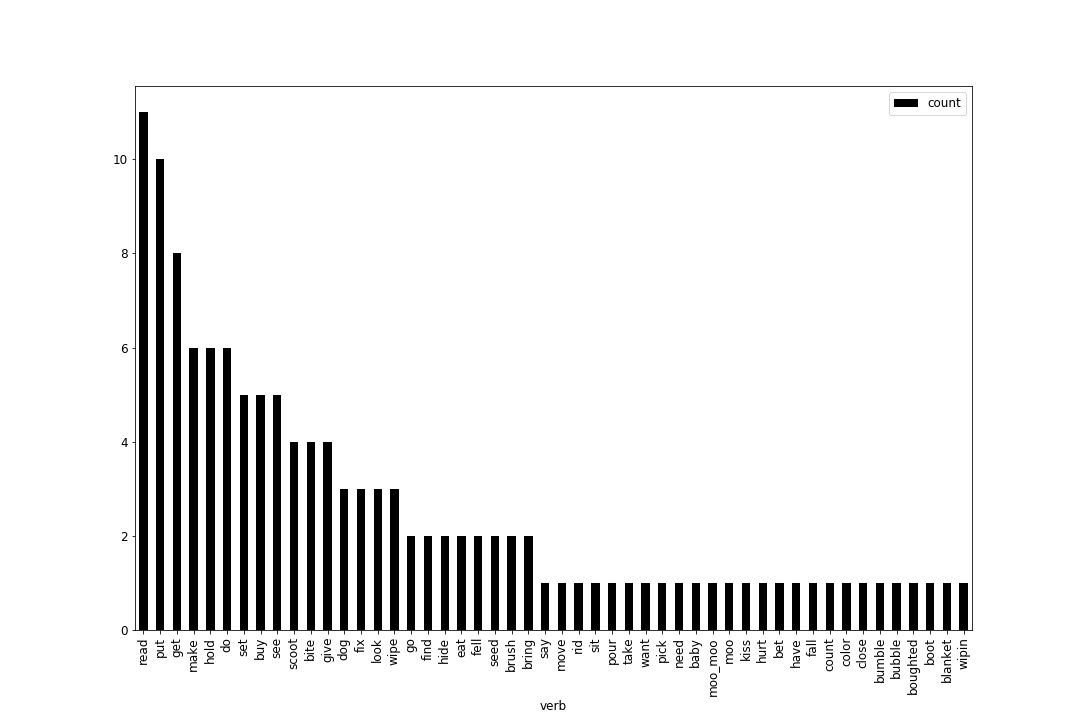 count
10
8
6
4
2
0
read put get make hold do set buy see scoot bite give dog fix look wipe go find hide eat fell seed brush bring say move rid sit pour take want pick need baby moo_moo moo kiss hurt bet have fall count color close bumble bubble boughted boot blanket wipin
verb